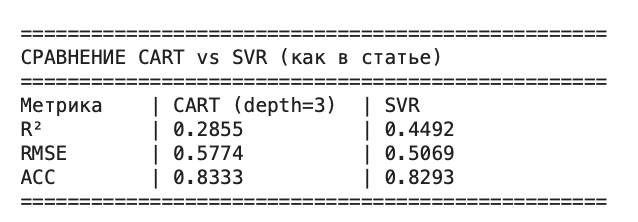 ==================================================
СРАВНЕНИЕ CART vs SVR (как в статье)
==================================================
Метрика    | CART (depth=3)  | SVR
R²         | 0.2855          | 0.4492
RMSE       | 0.5774          | 0.5069
ACC        | 0.8333          | 0.8293
==================================================